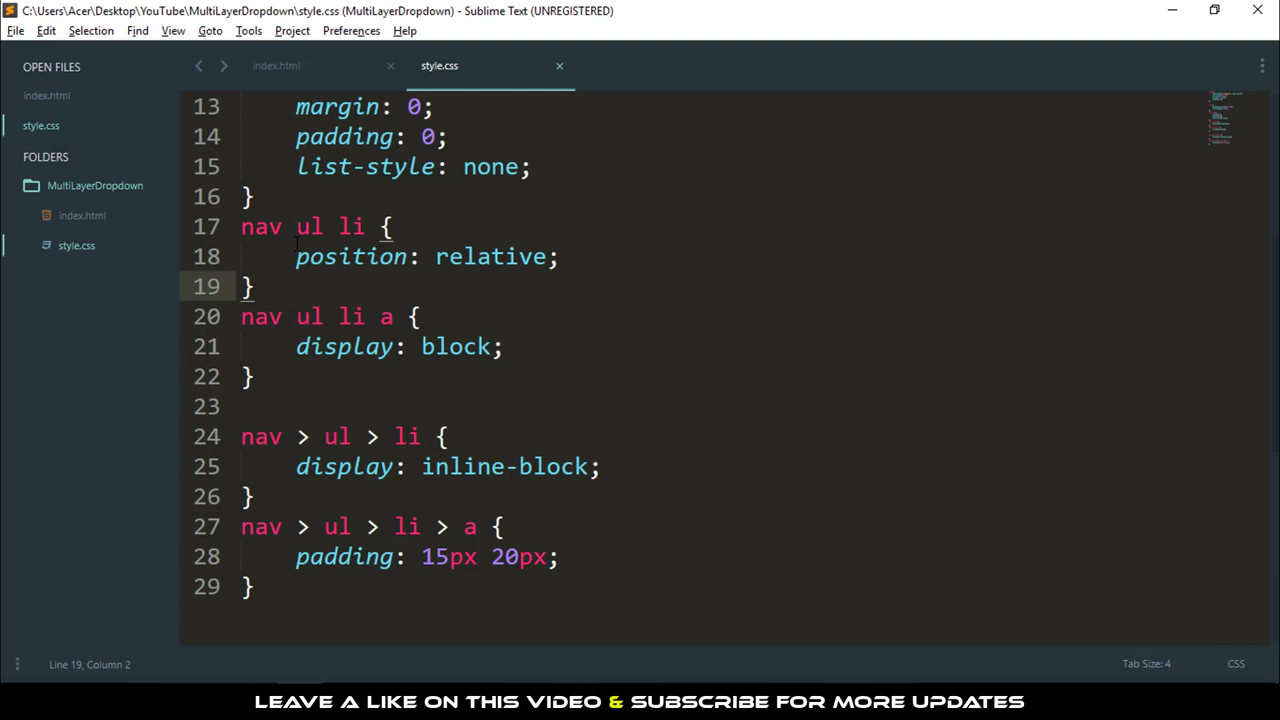 C:\Users\Acer\Desktop\YouTube\MultiLayerDropdown\style.css (MultiLayerDropdown) - Sublime Text (UNREGISTERED)
File Edit Selection Find View Goto Tools Project Preferences Help
OPEN FILES
index.html
style.css
FOLDERS
MultiLayerDropdown
index.html
style.css
index.html
style.css
13 margin: 0;
14 padding: 0;
15 list-style: none;
16 }
17 nav ul li {
18 position: relative;
19 }
20 nav ul li a {
21 display: block;
22 }
23
24 nav > ul > li {
25 display: inline-block;
26 }
27 nav > ul > li > a {
28 padding: 15px 20px;
29 }
Line 19, Column 2
Tab Size: 4
CSS
LEAVE A LIKE ON THIS VIDEO & SUBSCRIBE FOR MORE UPDATES